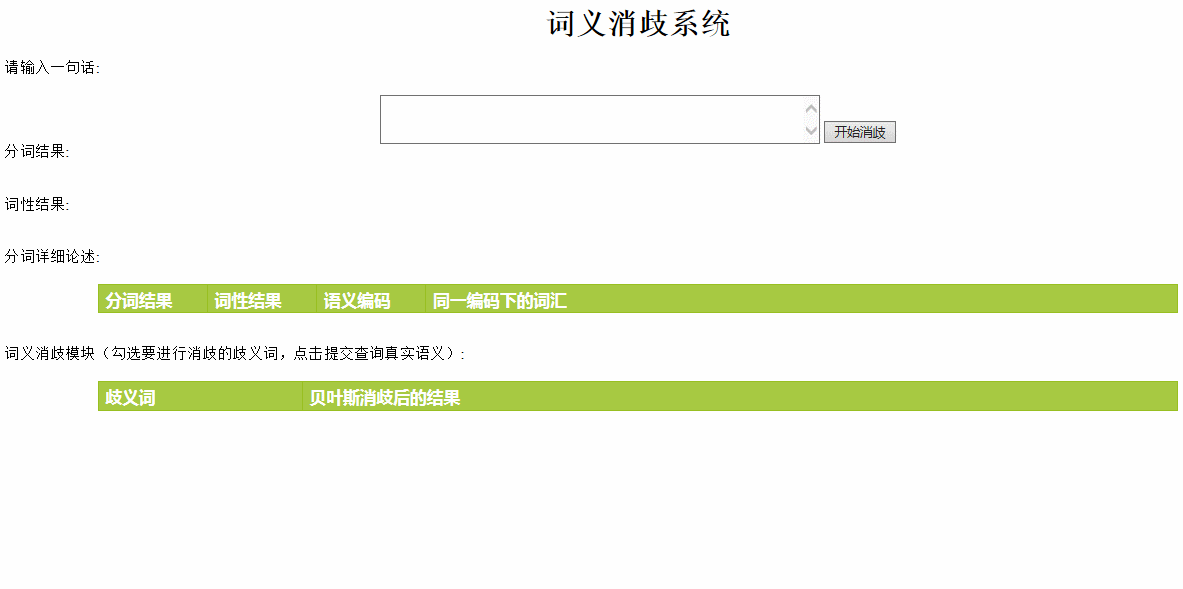 词义消歧系统
请输入一句话:
开始消歧
分词结果:
词性结果:
分词详细论述:
分词结果 词性结果 语义编码 同一编码下的词汇
词义消歧模块（勾选要进行消歧的歧义词，点击提交查询真实语义）:
歧义词 贝叶斯消歧后的结果